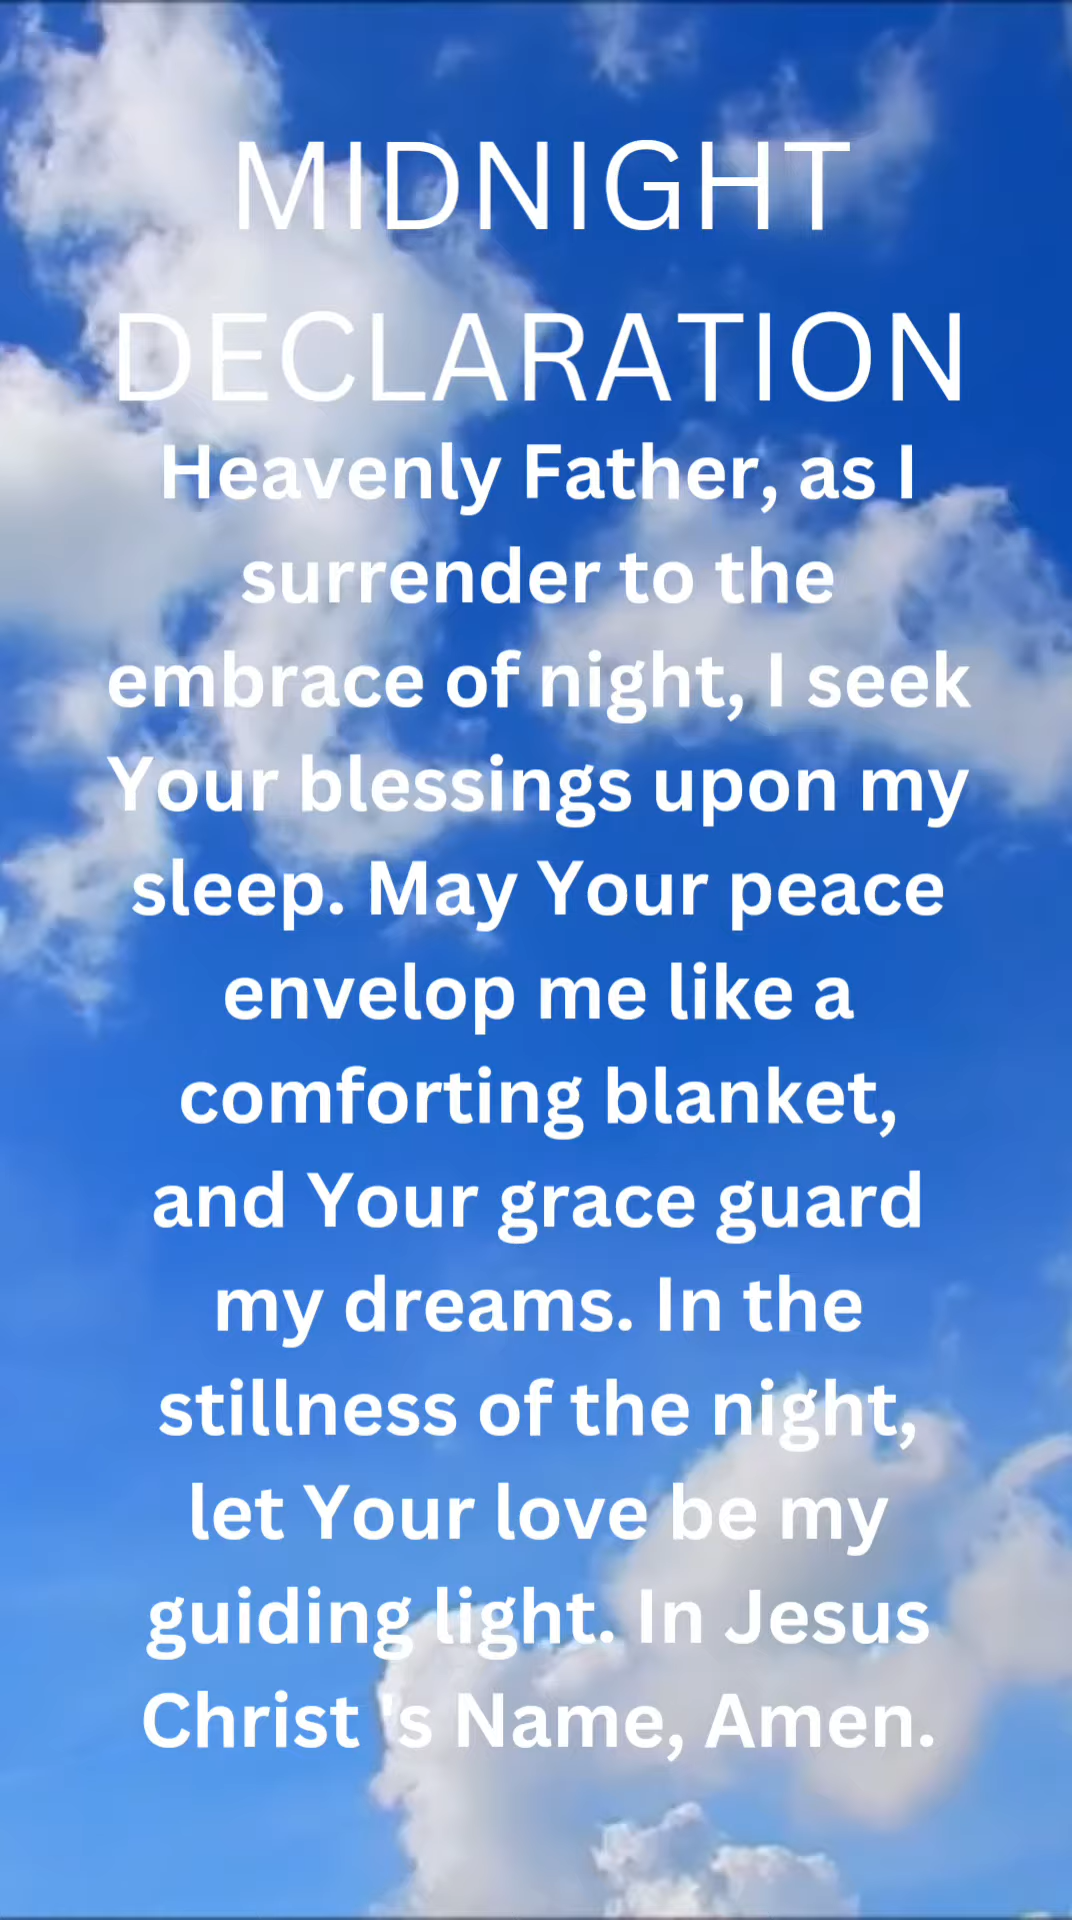 MIDNIGHT
DECLARATION
Heavenly Father, as I
surrender to the
embrace of night, I seek
Your blessings upon my
sleep. May Your peace
envelop me like a
comforting blanket,
and Your grace guard
my dreams. In the
stillness of the night,
let Your love be my
guiding light. In Jesus
Christ 's Name, Amen.